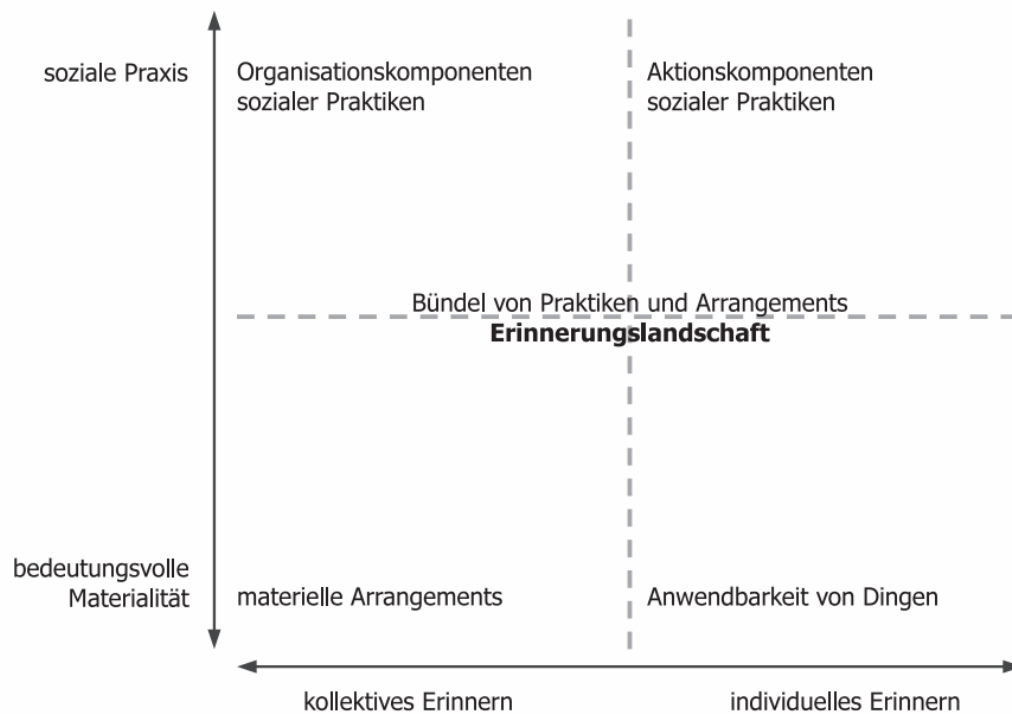 soziale Praxis
Organisationskomponenten
sozialer Praktiken
Aktionskomponenten
sozialer Praktiken
Bündel von Praktiken und Arrangements
Erinnerungslandschaft
bedeutungsvolle
Materialität
materielle Arrangements
Anwendbarkeit von Dingen
kollektives Erinnern
individuelles Erinnern